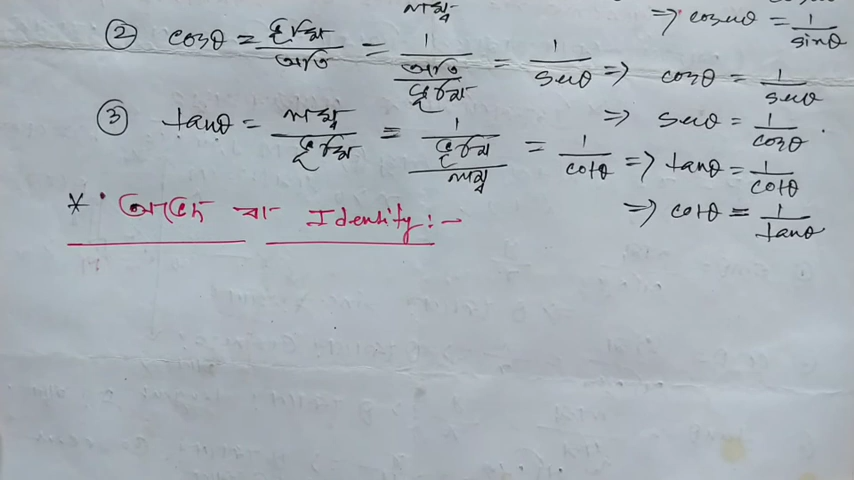 ⇒ cosecθ = 1/sinθ
② cosθ = ভূমি/অতি = 1/(অতি/ভূমি) = 1/secθ ⇒ cosθ = 1/secθ
⇒ secθ = 1/cosθ.
③ tanθ = লম্ব/ভূমি = 1/(ভূমি/লম্ব) = 1/cotθ ⇒ tanθ = 1/cotθ
⇒ cotθ = 1/tanθ
* অভেদ বা Identity:-